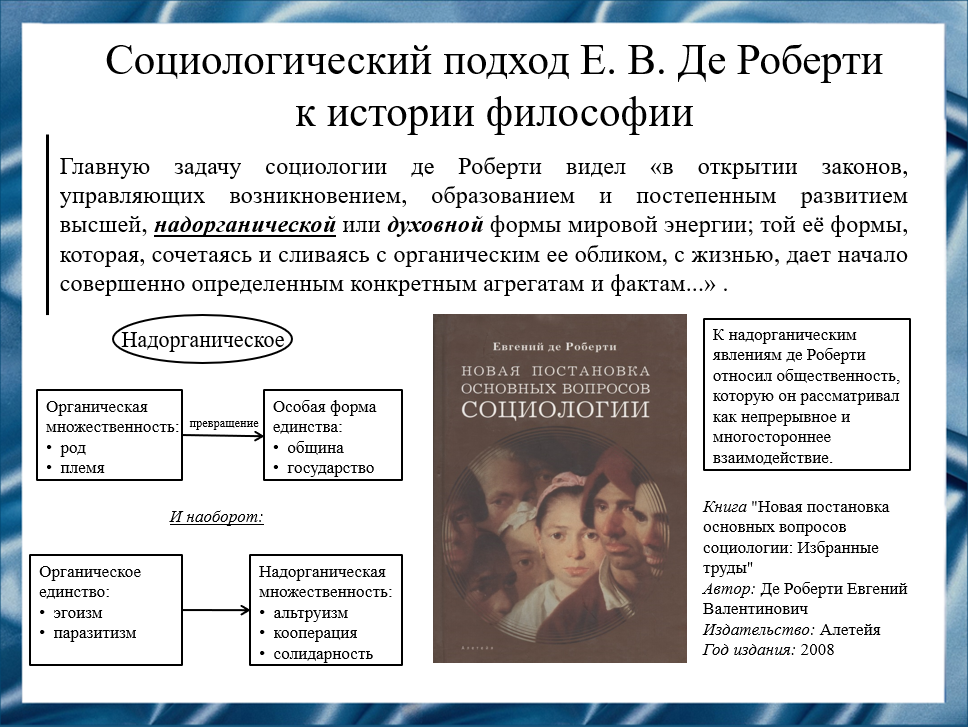 Социологический подход Е. В. Де Роберти
к истории философии
Главную задачу социологии де Роберти видел «в открытии законов,
управляющих возникновением, образованием и постепенным развитием
высшей, надорганической или духовной формы мировой энергии; той её формы,
которая, сочетаясь и сливаясь с органическим ее обликом, с жизнью, дает начало
совершенно определенным конкретным агрегатам и фактам...» .
Надорганическое
Органическая
множественность:
• род
• племя
превращение
Особая форма
единства:
• община
• государство
И наоборот:
Органическое
единство:
• эгоизм
• паразитизм
Надорганическая
множественность:
• альтруизм
• кооперация
• солидарность
Евгений де Роберти
НОВАЯ ПОСТАНОВКА
ОСНОВНЫХ ВОПРОСОВ
СОЦИОЛОГИИ
Алетейя
К надорганическим
явлениям де Роберти
относил общественность,
которую он рассматривал
как непрерывное и
многостороннее
взаимодействие.
Книга "Новая постановка
основных вопросов
социологии: Избранные
труды"
Автор: Де Роберти Евгений
Валентинович
Издательство: Алетейя
Год издания: 2008